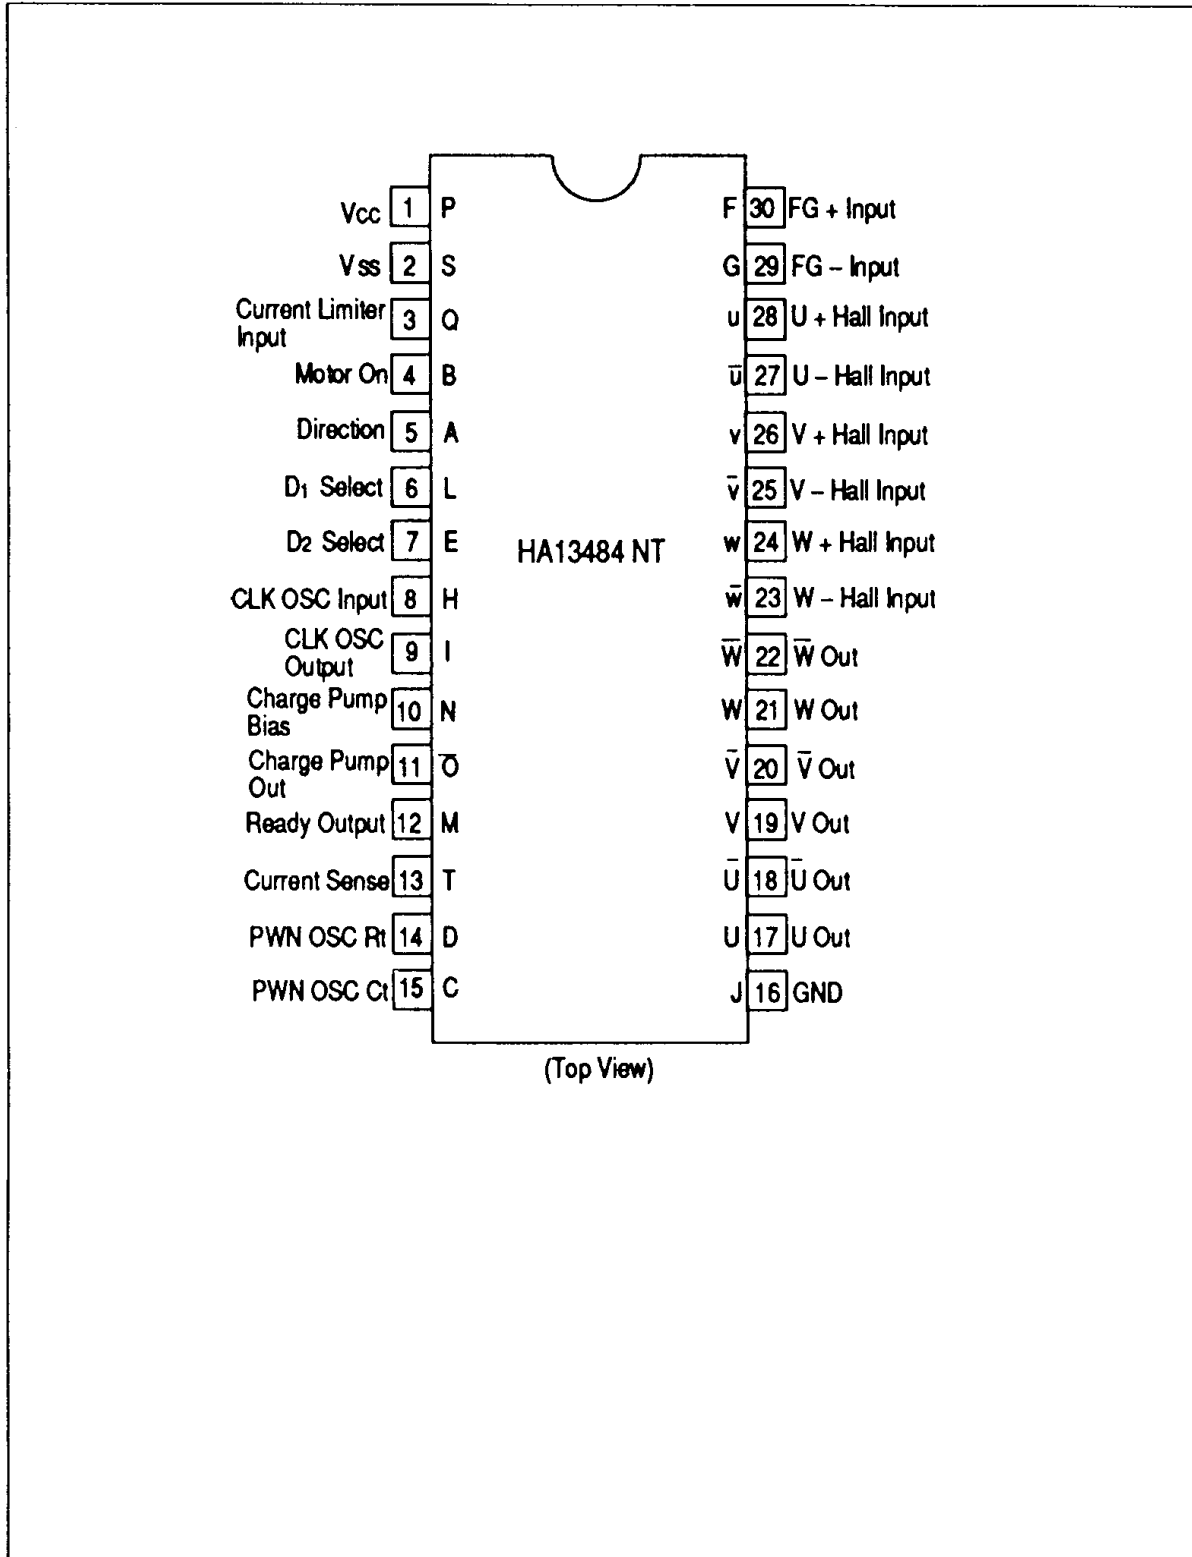 Vcc 1 P F 30 FG + Input
Vss 2 S G 29 FG – Input
Current Limiter
Input 3 Q u 28 U + Hall Input
Motor On 4 B u̅ 27 U – Hall Input
Direction 5 A v 26 V + Hall Input
D1 Select 6 L v̅ 25 V – Hall Input
D2 Select 7 E HA13484 NT w 24 W + Hall Input
CLK OSC Input 8 H w̅ 23 W – Hall Input
CLK OSC
Output 9 I W̅ 22 W̅ Out
Charge Pump
Bias 10 N W 21 W Out
Charge Pump
Out 11 O̅ V̅ 20 V̅ Out
Ready Output 12 M V 19 V Out
Current Sense 13 T U̅ 18 U̅ Out
PWN OSC Rt 14 D U 17 U Out
PWN OSC Ct 15 C J 16 GND
(Top View)